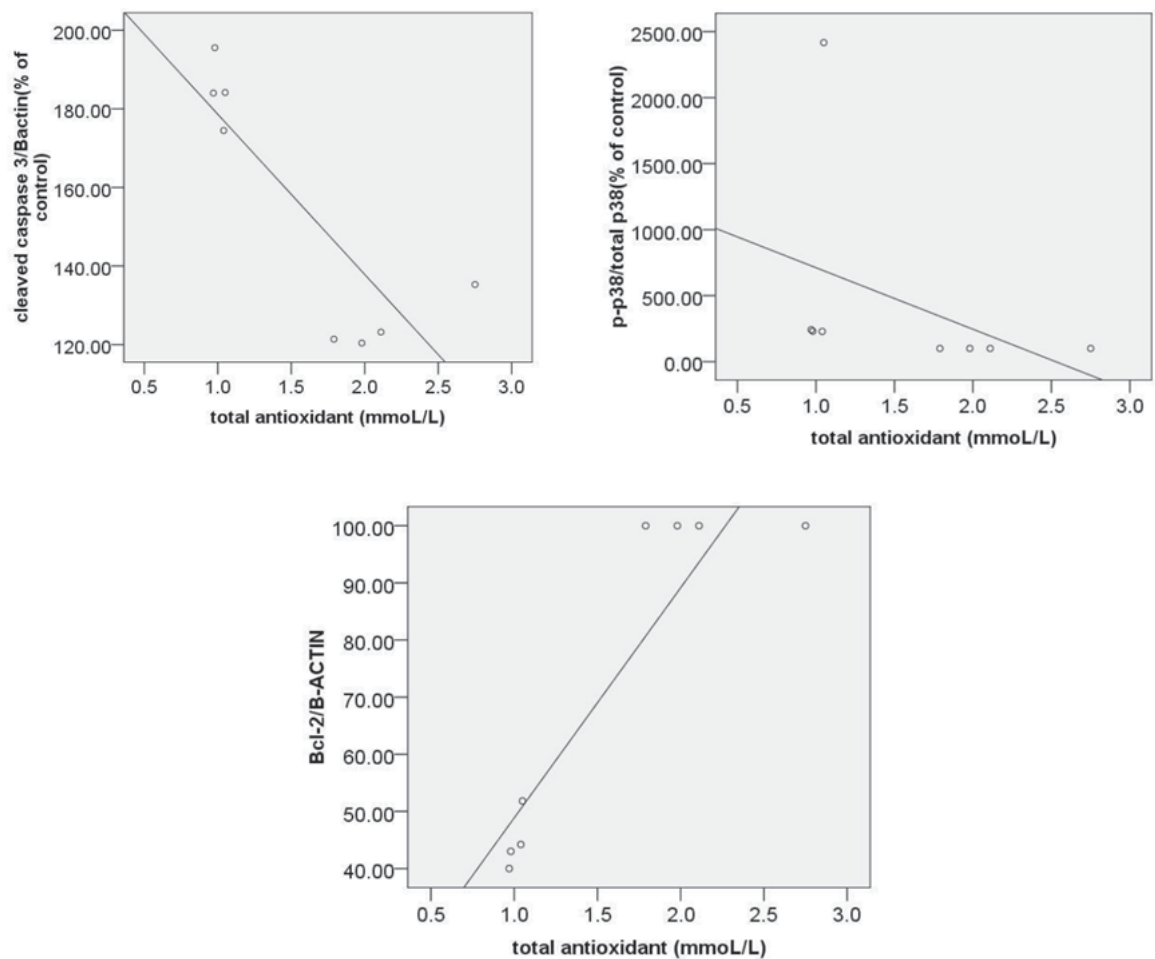 cleaved caspase 3/Bactin(% of
control)
200.00
180.00
160.00
140.00
120.00
0.5 1.0 1.5 2.0 2.5 3.0
total antioxidant (mmoL/L)
p-p38/total p38(% of control)
2500.00
2000.00
1500.00
1000.00
500.00
0.00
0.5 1.0 1.5 2.0 2.5 3.0
total antioxidant (mmoL/L)
Bcl-2/B-ACTIN
100.00
90.00
80.00
70.00
60.00
50.00
40.00
0.5 1.0 1.5 2.0 2.5 3.0
total antioxidant (mmoL/L)